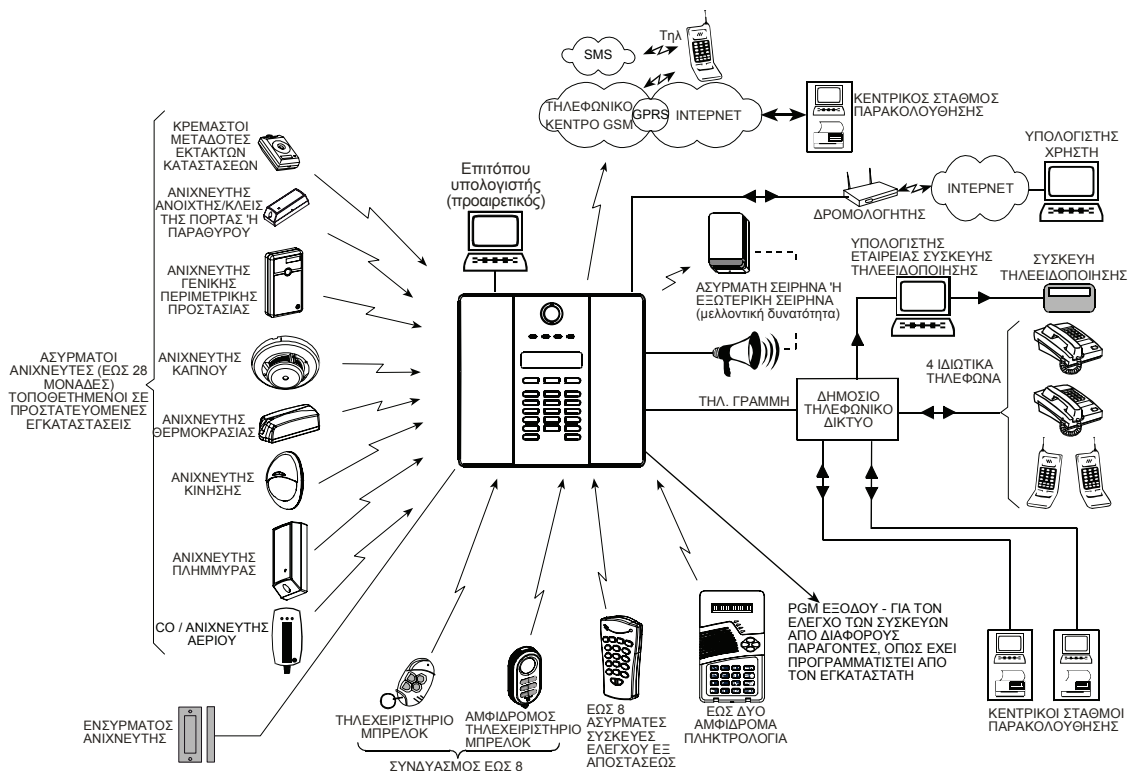 SMS
Τηλ
ΤΗΛΕΦΩΝΙΚΟ
ΚΕΝΤΡΟ GSM
GPRS
INTERNET
ΚΕΝΤΡΙΚΟΣ ΣΤΑΘΜΟΣ
ΠΑΡΑΚΟΛΟΥΘΗΣΗΣ
ΥΠΟΛΟΓΙΣΤΗΣ
ΧΡΗΣΤΗ
INTERNET
ΔΡΟΜΟΛΟΓΗΤΗΣ
ΚΡΕΜΑΣΤΟΙ
ΜΕΤΑΔΟΤΕΣ
ΕΚΤΑΚΤΩΝ
ΚΑΤΑΣΤΑΣΕΩΝ
ΑΝΙΧΝΕΥΤΗΣ
ΑΝΟΙΧΤΗΣ/ΚΛΕΙΣ
ΤΗΣ ΠΟΡΤΑΣ 'Η
ΠΑΡΑΘΥΡΟΥ
ΑΝΙΧΝΕΥΤΗΣ
ΓΕΝΙΚΗΣ
ΠΕΡΙΜΕΤΡΙΚΗΣ
ΠΡΟΣΤΑΣΙΑΣ
ΑΝΙΧΝΕΥΤΗΣ
ΚΑΠΝΟΥ
ΑΝΙΧΝΕΥΤΗΣ
ΘΕΡΜΟΚΡΑΣΙΑΣ
ΑΝΙΧΝΕΥΤΗΣ
ΚΙΝΗΣΗΣ
ΑΝΙΧΝΕΥΤΗΣ
ΠΛΗΜΜΥΡΑΣ
CO / ΑΝΙΧΝΕΥΤΗΣ
ΑΕΡΙΟΥ
ΑΣΥΡΜΑΤΟΙ
ΑΝΙΧΝΕΥΤΕΣ (ΕΩΣ 28
ΜΟΝΑΔΕΣ)
ΤΟΠΟΘΕΤΗΜΕΝΟΙ ΣΕ
ΠΡΟΣΤΑΤΕΥΟΜΕΝΕΣ
ΕΓΚΑΤΑΣΤΑΣΕΙΣ
ΕΝΣΥΡΜΑΤΟΣ
ΑΝΙΧΝΕΥΤΗΣ
Επιτόπου
υπολογιστής
(προαιρετικός)
ΑΣΥΡΜΑΤΗ ΣΕΙΡΗΝΑ 'Η
ΕΞΩΤΕΡΙΚΗ ΣΕΙΡΗΝΑ
(μελλοντική δυνατότητα)
ΥΠΟΛΟΓΙΣΤΗΣ
ΕΤΑΙΡΕΙΑΣ ΣΥΣΚΕΥΗΣ
ΤΗΛΕΕΙΔΟΠΟΙΗΣΗΣ
ΣΥΣΚΕΥΗ
ΤΗΛΕΕΙΔΟΠΟΙΗΣΗΣ
4 ΙΔΙΩΤΙΚΑ
ΤΗΛΕΦΩΝΑ
ΤΗΛ. ΓΡΑΜΜΗ
ΔΗΜΟΣΙΟ
ΤΗΛΕΦΩΝΙΚΟ
ΔΙΚΤΥΟ
PGM ΕΞΟΔΟΥ - ΓΙΑ ΤΟΝ
ΕΛΕΓΧΟ ΤΩΝ ΣΥΣΚΕΥΩΝ
ΑΠΟ ΔΙΑΦΟΡΟΥΣ
ΠΑΡΑΓΟΝΤΕΣ, ΟΠΩΣ ΕΧΕΙ
ΠΡΟΓΡΑΜΜΑΤΙΣΤΕΙ ΑΠΟ
ΤΟΝ ΕΓΚΑΤΑΣΤΑΤΗ
ΚΕΝΤΡΙΚΟΙ ΣΤΑΘΜΟΙ
ΠΑΡΑΚΟΛΟΥΘΗΣΗΣ
ΤΗΛΕΧΕΙΡΙΣΤΗΡΙΟ
ΜΠΡΕΛΟΚ
ΑΜΦΙΔΡΟΜΟΣ
ΤΗΛΕΧΕΙΡΙΣΤΗΡΙΟ
ΜΠΡΕΛΟΚ
ΣΥΝΔΥΑΣΜΟΣ ΕΩΣ 8
ΕΩΣ 8
ΑΣΥΡΜΑΤΕΣ
ΣΥΣΚΕΥΕΣ
ΕΛΕΓΧΟΥ ΕΞ
ΑΠΟΣΤΑΣΕΩΣ
ΕΩΣ ΔΥΟ
ΑΜΦΙΔΡΟΜΑ
ΠΛΗΚΤΡΟΛΟΓΙΑ